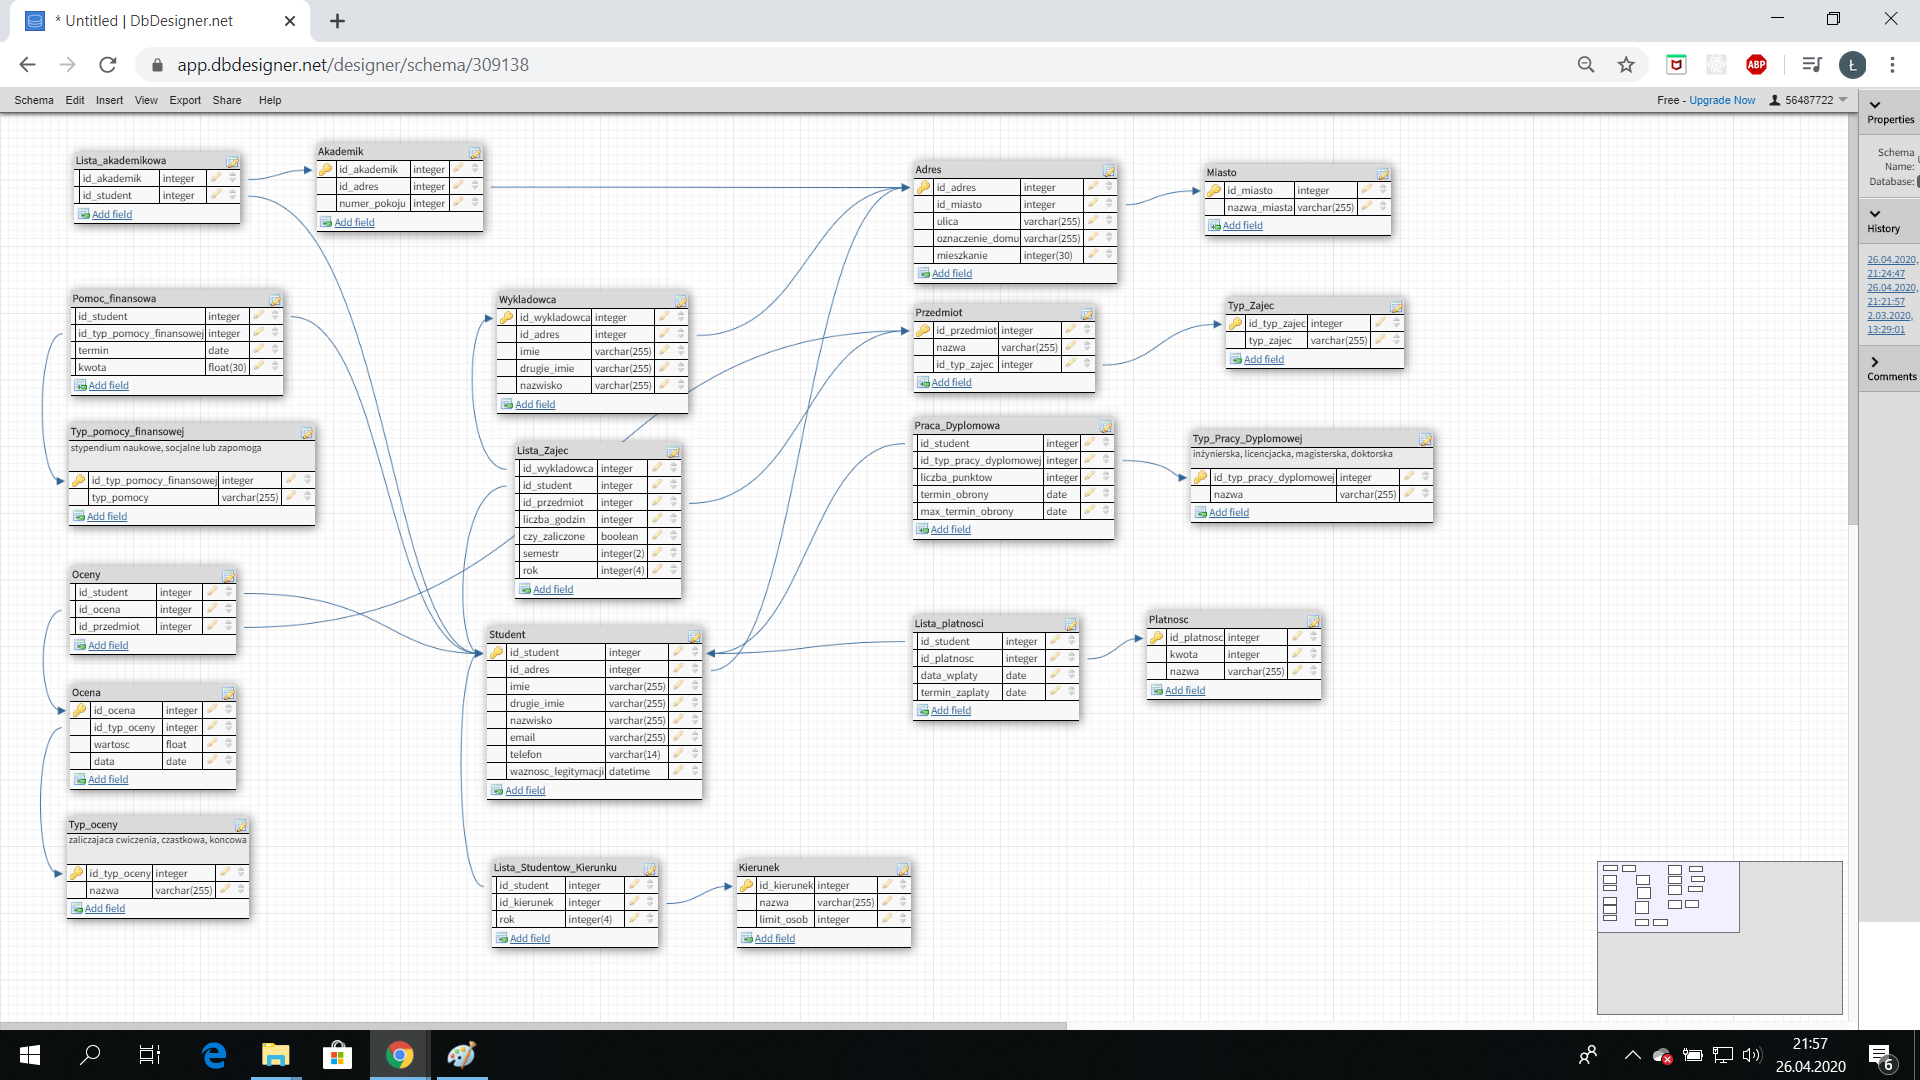 * Untitled | DbDesigner.net
app.dbdesigner.net/designer/schema/309138
ABP
Ł
Schema Edit Insert View Export Share Help
Free - Upgrade Now 56487722
Properties
Schema
Name:
Database:
History
26.04.2020,
21:24:47
26.04.2020,
21:21:57
2.03.2020,
13:29:01
Comments
Lista_akademikowa
id_akademik integer
id_student integer
Add field
Akademik
id_akademik integer
id_adres integer
numer_pokoju integer
Add field
Adres
id_adres integer
id_miasto integer
ulica varchar(255)
oznaczenie_domu varchar(255)
mieszkanie integer(30)
Add field
Miasto
id_miasto integer
nazwa_miasta varchar(255)
Add field
Pomoc_finansowa
id_student integer
id_typ_pomocy_finansowej integer
termin date
kwota float(30)
Add field
Wykladowca
id_wykladowca integer
id_adres integer
imie varchar(255)
drugie_imie varchar(255)
nazwisko varchar(255)
Add field
Przedmiot
id_przedmiot integer
nazwa varchar(255)
id_typ_zajec integer
Add field
Typ_Zajec
id_typ_zajec integer
typ_zajec varchar(255)
Add field
Typ_pomocy_finansowej
stypendium naukowe, socjalne lub zapomoga
id_typ_pomocy_finansowej integer
typ_pomocy varchar(255)
Add field
Lista_Zajec
id_wykladowca integer
id_student integer
id_przedmiot integer
liczba_godzin integer
czy_zaliczone boolean
semestr integer(2)
rok integer(4)
Add field
Praca_Dyplomowa
id_student integer
id_typ_pracy_dyplomowej integer
liczba_punktow integer
termin_obrony date
max_termin_obrony date
Add field
Typ_Pracy_Dyplomowej
inżynierska, licencjacka, magisterska, doktorska
id_typ_pracy_dyplomowej integer
nazwa varchar(255)
Add field
Oceny
id_student integer
id_ocena integer
id_przedmiot integer
Add field
Student
id_student integer
id_adres integer
imie varchar(255)
drugie_imie varchar(255)
nazwisko varchar(255)
email varchar(255)
telefon varchar(14)
waznosc_legitymacji datetime
Add field
Lista_platnosci
id_student integer
id_platnosc integer
data_wplaty date
termin_zaplaty date
Add field
Platnosc
id_platnosc integer
kwota integer
nazwa varchar(255)
Add field
Ocena
id_ocena integer
id_typ_oceny integer
wartosc float
data date
Add field
Typ_oceny
zaliczajaca cwiczenia, czastkowa, koncowa
id_typ_oceny integer
nazwa varchar(255)
Add field
Lista_Studentow_Kierunku
id_student integer
id_kierunek integer
rok integer(4)
Add field
Kierunek
id_kierunek integer
nazwa varchar(255)
limit_osob integer
Add field
21:57
26.04.2020
6